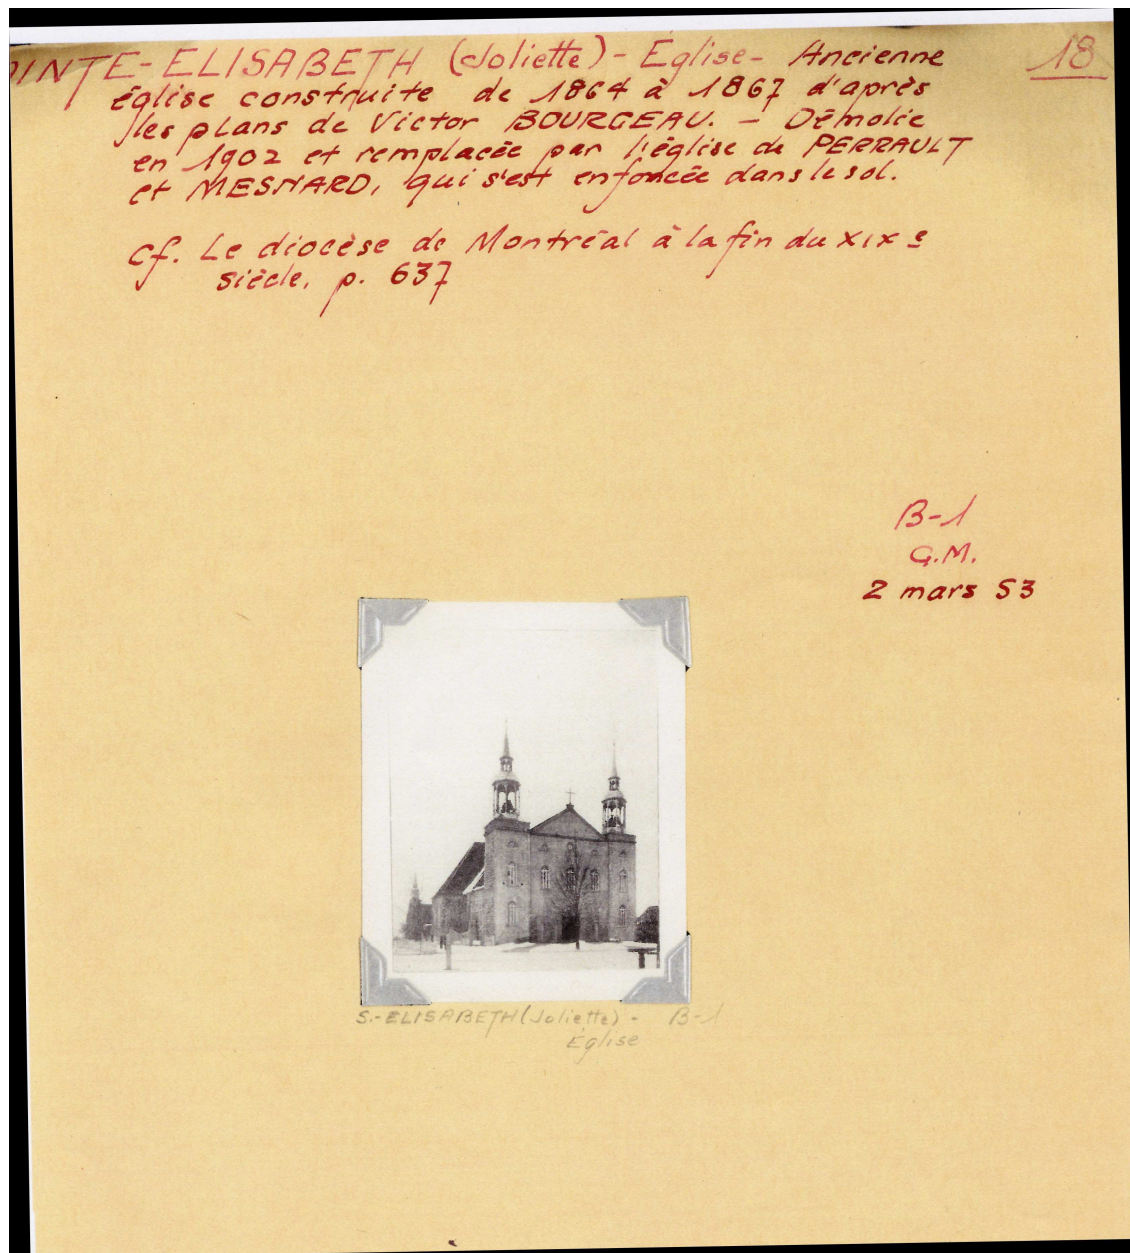 INTE-ELISABETH (Joliette) - Église - Ancienne
18
église construite de 1864 à 1867 d'après
les plans de Victor BOURGEAU. - Démolie
en 1902 et remplacée par l'église de PERRAULT
et MESNARD, qui s'est enfoncée dans le sol.
cf. Le diocèse de Montréal à la fin du XIXe
siècle, p. 637
B-1
G.M.
2 mars 53
S.-ELISABETH (Joliette) - B-1
Église